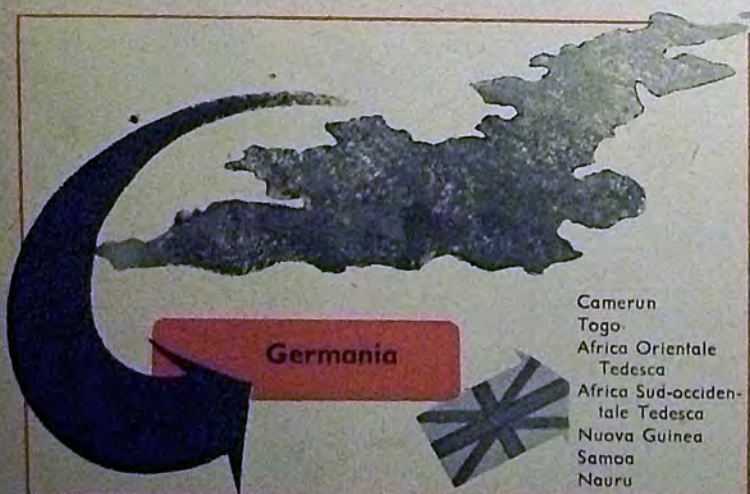 Germania
Camerun
Togo
Africa Orientale
Tedesca
Africa Sud-occiden-
tale Tedesca
Nuova Guinea
Samoa
Nauru